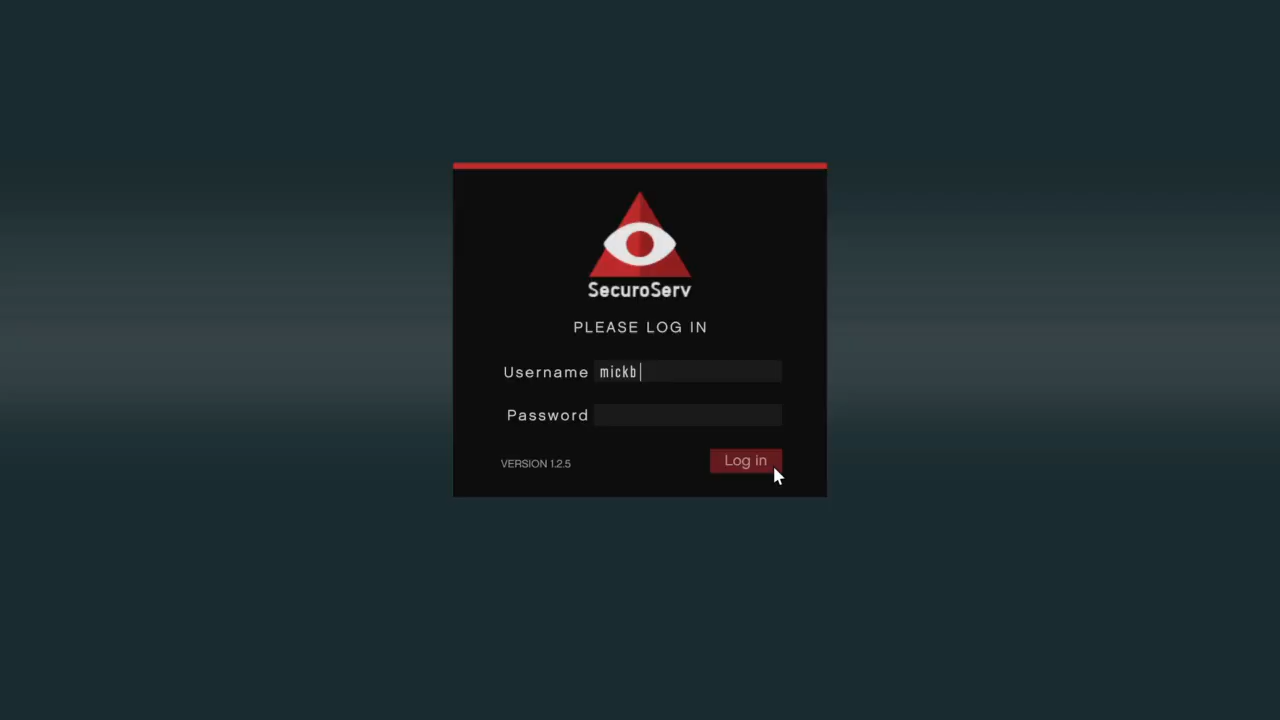 SecuroServ
PLEASE LOG IN
Username mickb
Password
VERSION 1.2.5 Log in